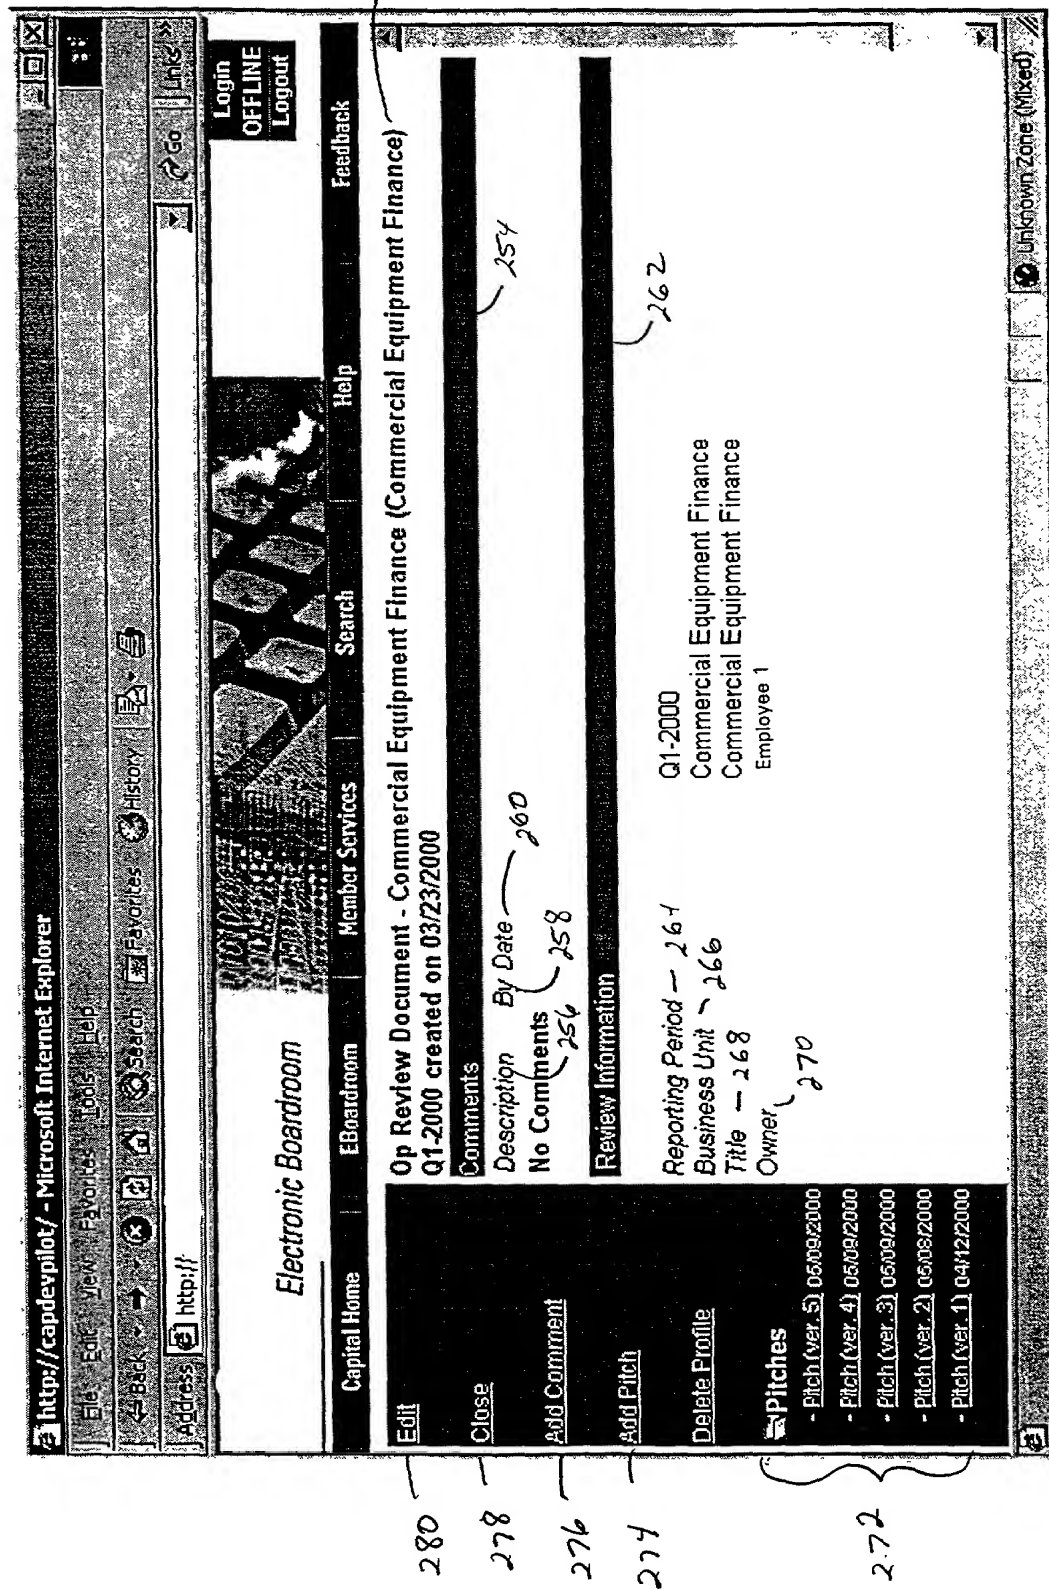 http://capdevpilot/ - Microsoft Internet Explorer
File Edit View Favorites Tools Help
Back Search Favorites History
Address http:// Go Links »
Electronic Boardroom
Login
OFFLINE
Logout
Capital Home EBoardroom Member Services Search Help Feedback
Edit
Close
Add Comment
Add Pitch
Delete Profile
Pitches
- Pitch (ver. 5) 05/09/2000
- Pitch (ver. 4) 05/09/2000
- Pitch (ver. 3) 05/09/2000
- Pitch (ver. 2) 05/08/2000
- Pitch (ver. 1) 04/12/2000
Op Review Document - Commercial Equipment Finance (Commercial Equipment Finance)
Q1-2000 created on 03/23/2000
Comments
254
Description By Date 260
No Comments 258
256
Review Information
262
Reporting Period — 264 Q1-2000
Business Unit 266 Commercial Equipment Finance
Title — 268 Commercial Equipment Finance
Owner 270 Employee 1
Unknown Zone (Mixed)
280
278
276
274
272